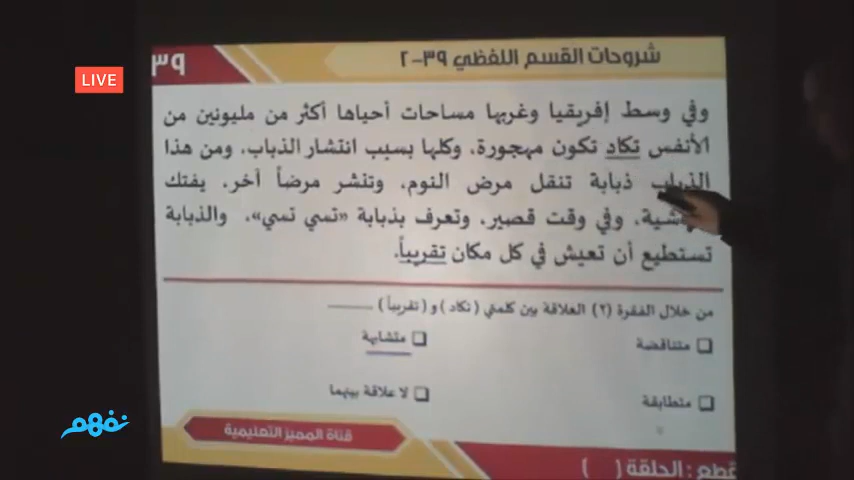 LIVE
شروحات القسم اللفظي ٣٩-٢
٣٩
وفي وسط إفريقيا وغربها مساحات أحياها أكثر من مليونين من
الأنفس تكاد تكون مهجورة، وكلها بسبب انتشار الذباب، ومن هذا
الذباب ذبابة تنقل مرض النوم، وتنشر مرضاً آخر، يفتك
وفي وقت قصير، وتعرف بذبابة «تسي تسي»، والذبابة
تستطيع أن تعيش في كل مكان تقريباً.
من خلال الفقرة (٢) العلاقة بين كلمتي (تكاد) و(تقريباً)
متناقضة
متشابهة
متطابقة
لا علاقة بينهما
قناة المميز التعليمية
قطع : الحلقة ( )
نفهم